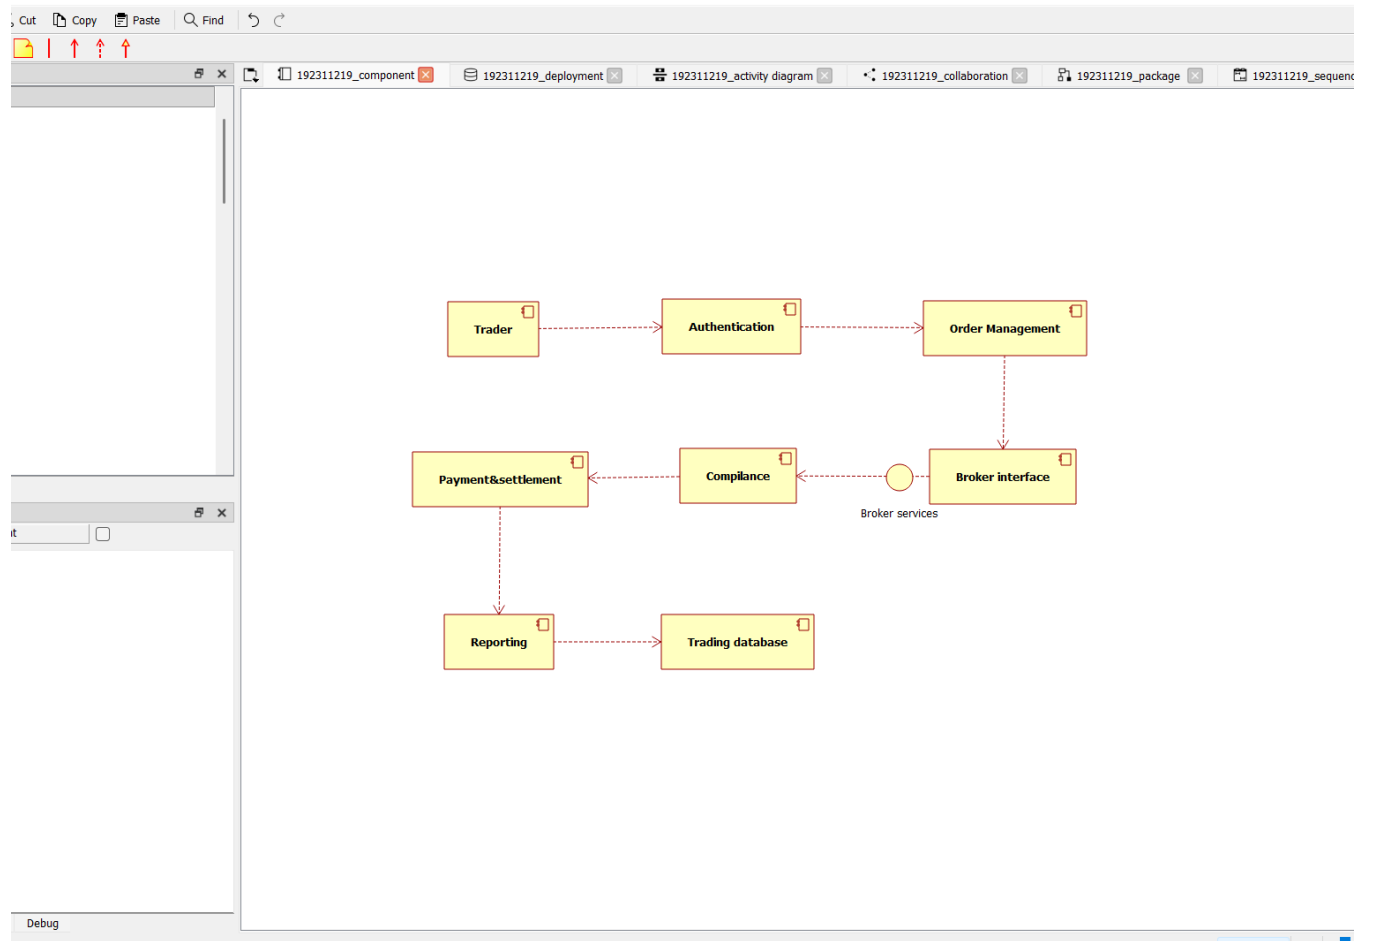 Cut Copy Paste Find
192311219_component 192311219_deployment 192311219_activity diagram 192311219_collaboration 192311219_package 192311219_sequenc
Trader Authentication Order Management
Payment&settlement Compilance Broker interface
Broker services
Reporting Trading database
Debug